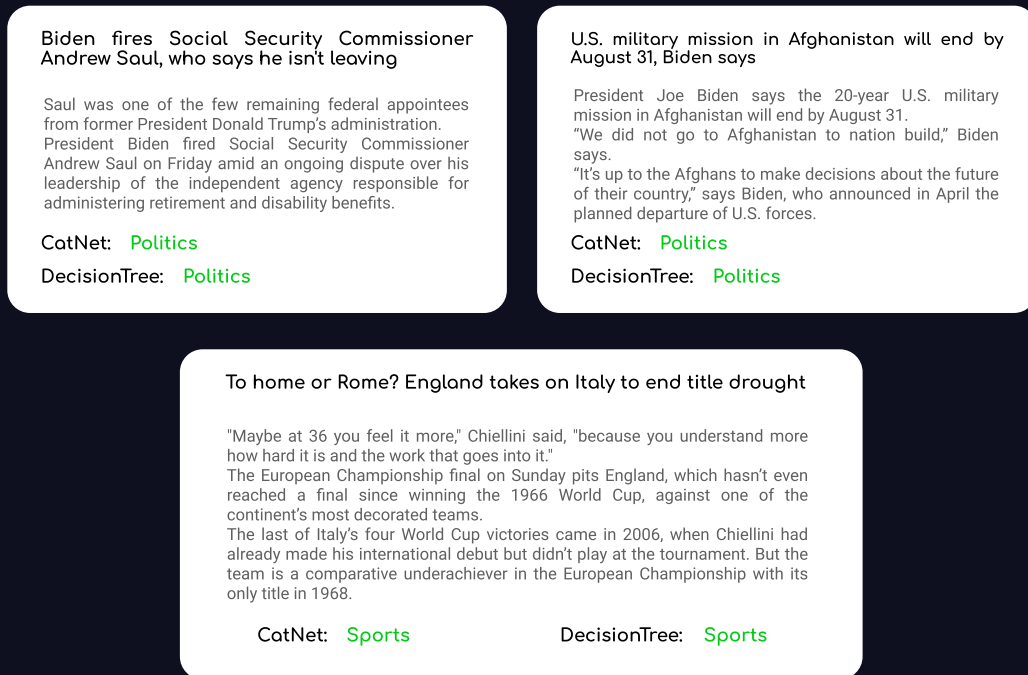 Biden fires Social Security Commissioner
Andrew Saul, who says he isn't leaving
Saul was one of the few remaining federal appointees
from former President Donald Trump’s administration.
President Biden fired Social Security Commissioner
Andrew Saul on Friday amid an ongoing dispute over his
leadership of the independent agency responsible for
administering retirement and disability benefits.
CatNet: Politics
DecisionTree: Politics
U.S. military mission in Afghanistan will end by
August 31, Biden says
President Joe Biden says the 20-year U.S. military
mission in Afghanistan will end by August 31.
“We did not go to Afghanistan to nation build,” Biden
says.
“It’s up to the Afghans to make decisions about the future
of their country,” says Biden, who announced in April the
planned departure of U.S. forces.
CatNet: Politics
DecisionTree: Politics
To home or Rome? England takes on Italy to end title drought
"Maybe at 36 you feel it more," Chiellini said, "because you understand more
how hard it is and the work that goes into it."
The European Championship final on Sunday pits England, which hasn’t even
reached a final since winning the 1966 World Cup, against one of the
continent’s most decorated teams.
The last of Italy’s four World Cup victories came in 2006, when Chiellini had
already made his international debut but didn’t play at the tournament. But the
team is a comparative underachiever in the European Championship with its
only title in 1968.
CatNet: Sports DecisionTree: Sports